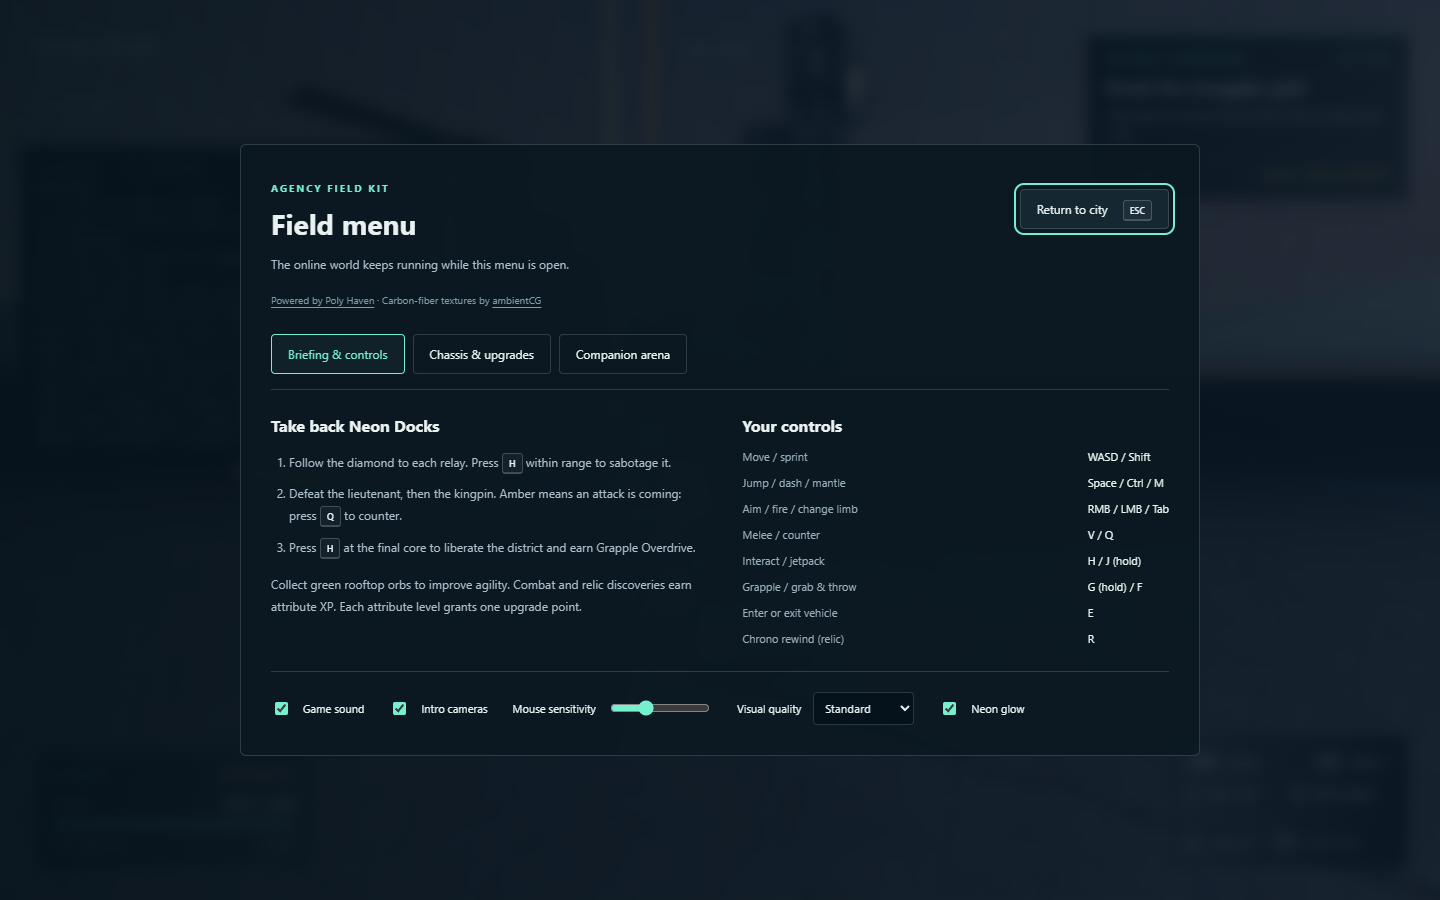 AGENCY FIELD KIT
Field menu
Return to city ESC
The online world keeps running while this menu is open.
Powered by Poly Haven · Carbon-fiber textures by ambientCG
Briefing & controls
Chassis & upgrades
Companion arena
Take back Neon Docks
1. Follow the diamond to each relay. Press H within range to sabotage it.
2. Defeat the lieutenant, then the kingpin. Amber means an attack is coming:
press Q to counter.
3. Press H at the final core to liberate the district and earn Grapple Overdrive.
Collect green rooftop orbs to improve agility. Combat and relic discoveries earn
attribute XP. Each attribute level grants one upgrade point.
Your controls
Move / sprint WASD / Shift
Jump / dash / mantle Space / Ctrl / M
Aim / fire / change limb RMB / LMB / Tab
Melee / counter V / Q
Interact / jetpack H / J (hold)
Grapple / grab & throw G (hold) / F
Enter or exit vehicle E
Chrono rewind (relic) R
Game sound
Intro cameras
Mouse sensitivity
Visual quality Standard
Neon glow